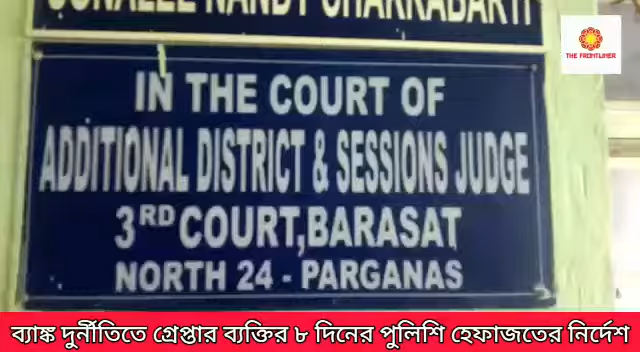 SONALEE NANDY CHAKRABARTI
THE FRONTLINER
IN THE COURT OF
ADDITIONAL DISTRICT & SESSIONS JUDGE
3RD COURT, BARASAT
NORTH 24 - PARGANAS
ব্যাঙ্ক দুর্নীতিতে গ্রেপ্তার ব্যক্তির ৮ দিনের পুলিশি হেফাজতের নির্দেশ